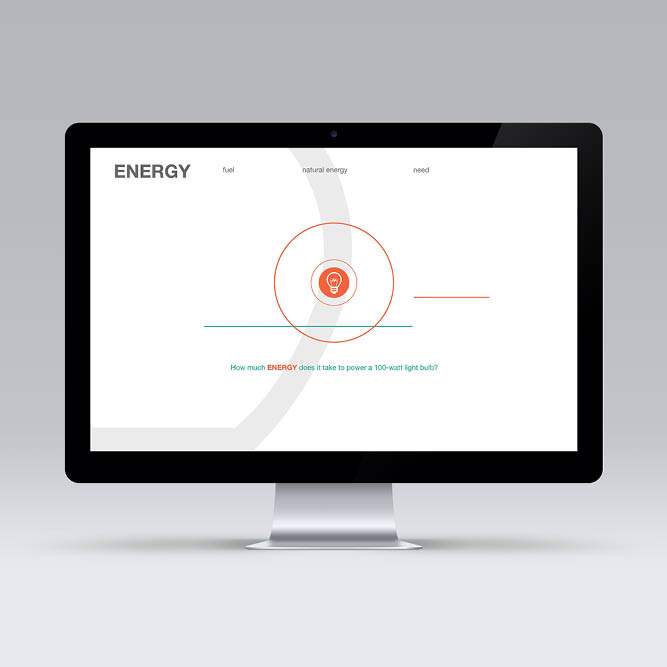 ENERGY
fuel
natural energy
need
How much ENERGY does it take to power a 100-watt light bulb?